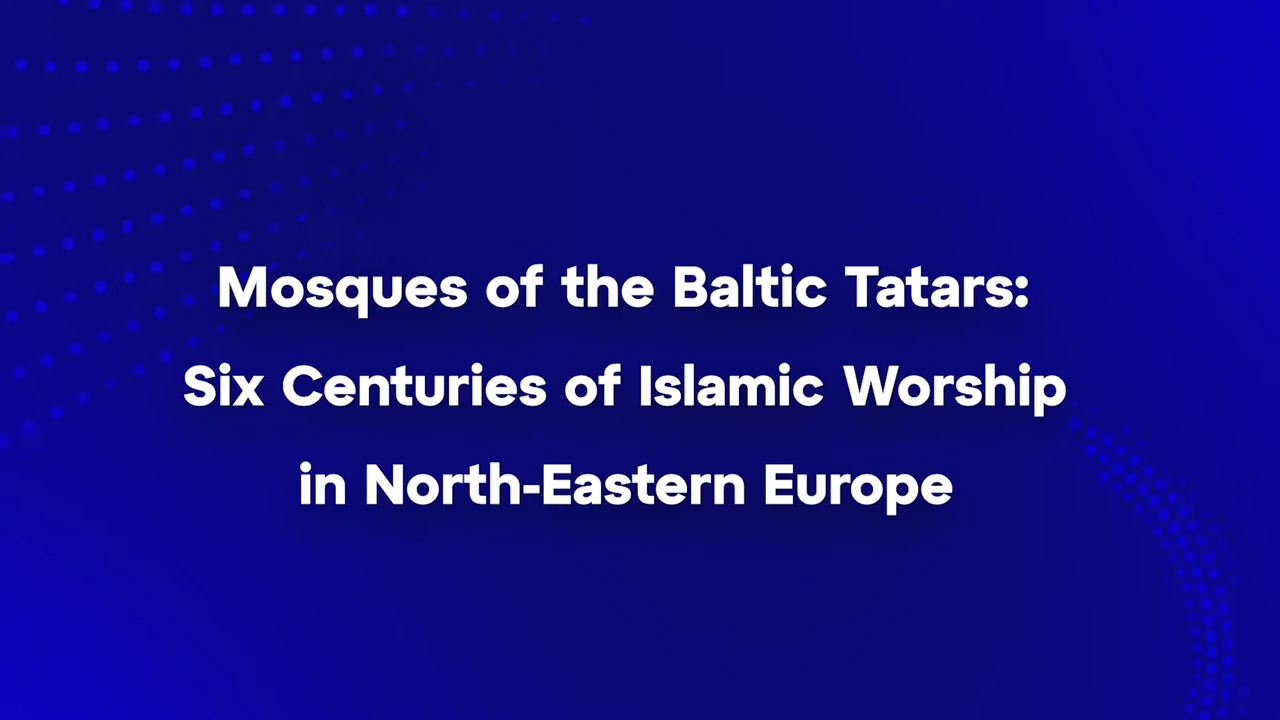 Mosques of the Baltic Tatars:
Six Centuries of Islamic Worship
in North-Eastern Europe